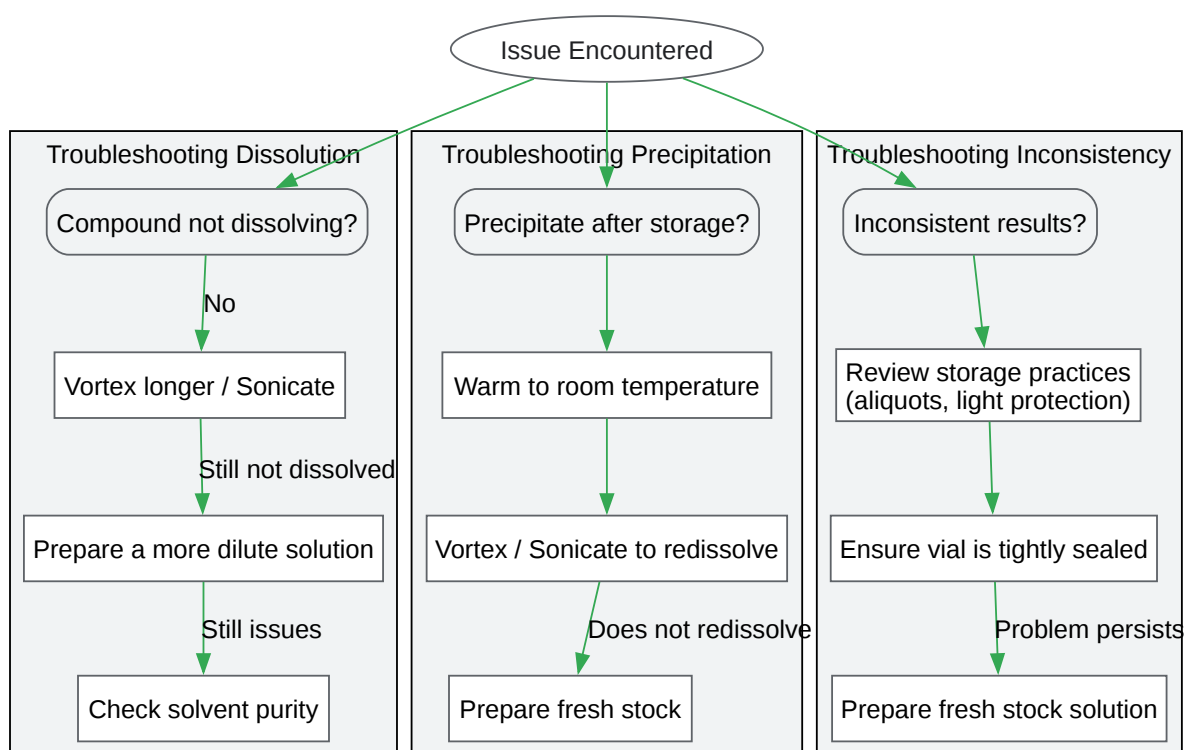 Issue Encountered
Troubleshooting Dissolution
Compound not dissolving?
No
Vortex longer / Sonicate
Still not dissolved
Prepare a more dilute solution
Still issues
Check solvent purity
Troubleshooting Precipitation
Precipitate after storage?
Warm to room temperature
Vortex / Sonicate to redissolve
Does not redissolve
Prepare fresh stock
Troubleshooting Inconsistency
Inconsistent results?
Review storage practices
(aliquots, light protection)
Ensure vial is tightly sealed
Problem persists
Prepare fresh stock solution